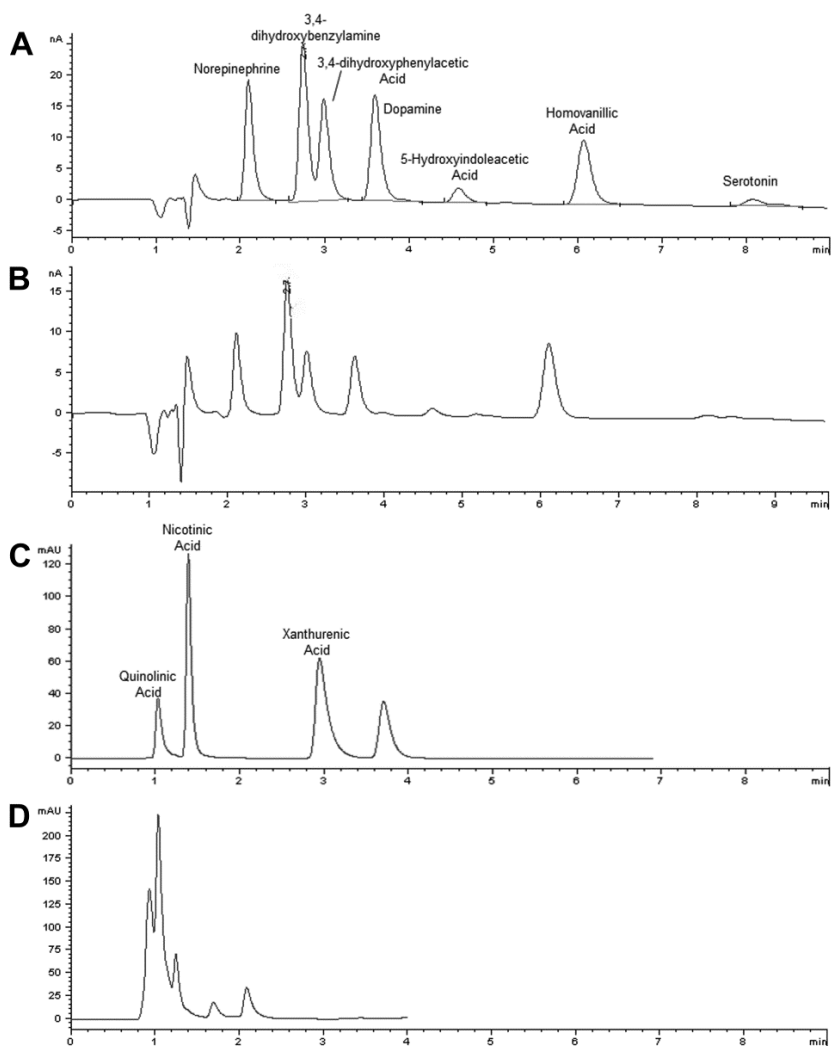 A
nA
3,4-
dihydroxybenzylamine
Norepinephrine
3,4-dihydroxyphenylacetic
Acid
Dopamine
5-Hydroxyindoleacetic
Acid
Homovanillic
Acid
Serotonin
20
15
10
5
0
-5
0 1 2 3 4 5 6 7 8 min
B
nA
15
10
5
0
-5
0 1 2 3 4 5 6 7 8 9 min
C
mAU
Nicotinic
Acid
Quinolinic
Acid
Xanthurenic
Acid
120
100
80
60
40
20
0
0 1 2 3 4 5 6 7 8 min
D
mAU
200
175
150
125
100
75
50
25
0
0 1 2 3 4 5 6 7 8 min